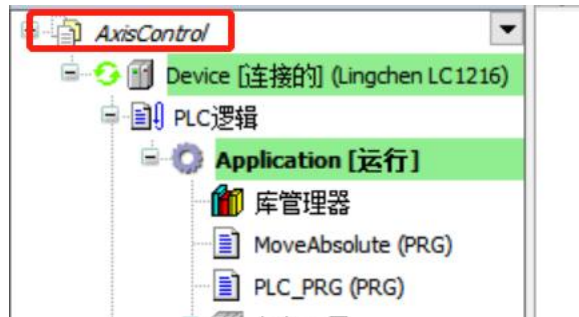 AxisControl
Device [连接的] (Lingchen LC1216)
PLC逻辑
Application [运行]
库管理器
MoveAbsolute (PRG)
PLC_PRG (PRG)